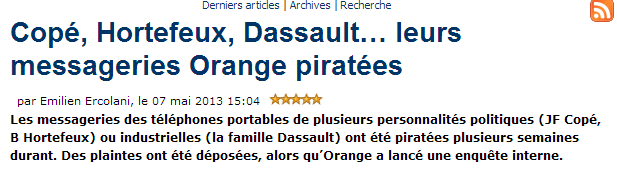 Derniers articles | Archives | Recherche
Copé, Hortefeux, Dassault… leurs
messageries Orange piratées
par Emilien Ercolani, le 07 mai 2013 15:04
Les messageries des téléphones portables de plusieurs personnalités politiques (JF Copé,
B Hortefeux) ou industrielles (la famille Dassault) ont été piratées plusieurs semaines
durant. Des plaintes ont été déposées, alors qu’Orange a lancé une enquête interne.